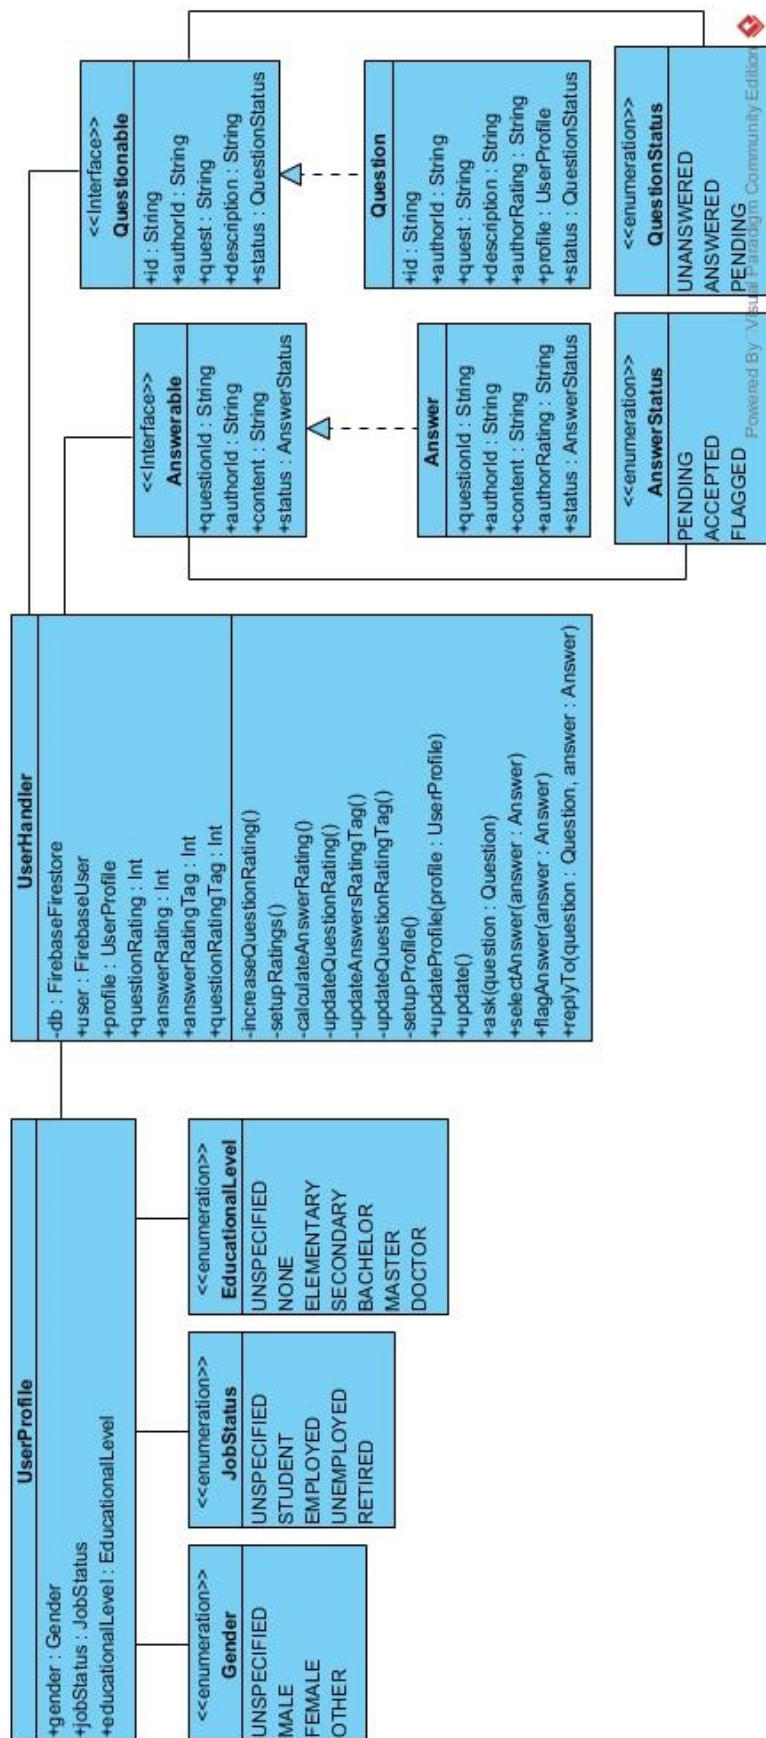 UserProfile
+gender : Gender
+jobStatus : JobStatus
+educationalLevel : EducationalLevel
<<enumeration>>
Gender
UNSPECIFIED
MALE
FEMALE
OTHER
<<enumeration>>
JobStatus
UNSPECIFIED
STUDENT
EMPLOYED
UNEMPLOYED
RETIRED
<<enumeration>>
EducationalLevel
UNSPECIFIED
NONE
ELEMENTARY
SECONDARY
BACHELOR
MASTER
DOCTOR
UserHandler
-db : FirebaseFirestore
+user : FirebaseUser
+profile : UserProfile
+questionRating : Int
+answerRating : Int
+answerRatingTag : Int
+questionRatingTag : Int
-increaseQuestionRating()
-setupRatings()
-calculateAnswerRating()
-updateQuestionRating()
-updateAnswersRatingTag()
-updateQuestionRatingTag()
-setupProfile()
+updateProfile(profile : UserProfile)
+update()
+ask(question : Question)
+selectAnswer(answer : Answer)
+flagAnswer(answer : Answer)
+replyTo(question : Question, answer : Answer)
<<Interface>>
Answerable
+questionId : String
+authorId : String
+content : String
+status : AnswerStatus
Answer
+questionId : String
+authorId : String
+content : String
+authorRating : String
+status : AnswerStatus
<<enumeration>>
AnswerStatus
PENDING
ACCEPTED
FLAGGED
<<Interface>>
Questionable
+id : String
+authorId : String
+quest : String
+description : String
+status : QuestionStatus
Question
+id : String
+authorId : String
+quest : String
+description : String
+authorRating : String
+profile : UserProfile
+status : QuestionStatus
<<enumeration>>
QuestionStatus
UNANSWERED
ANSWERED
PENDING
Powered By Visual Paradigm Community Edition